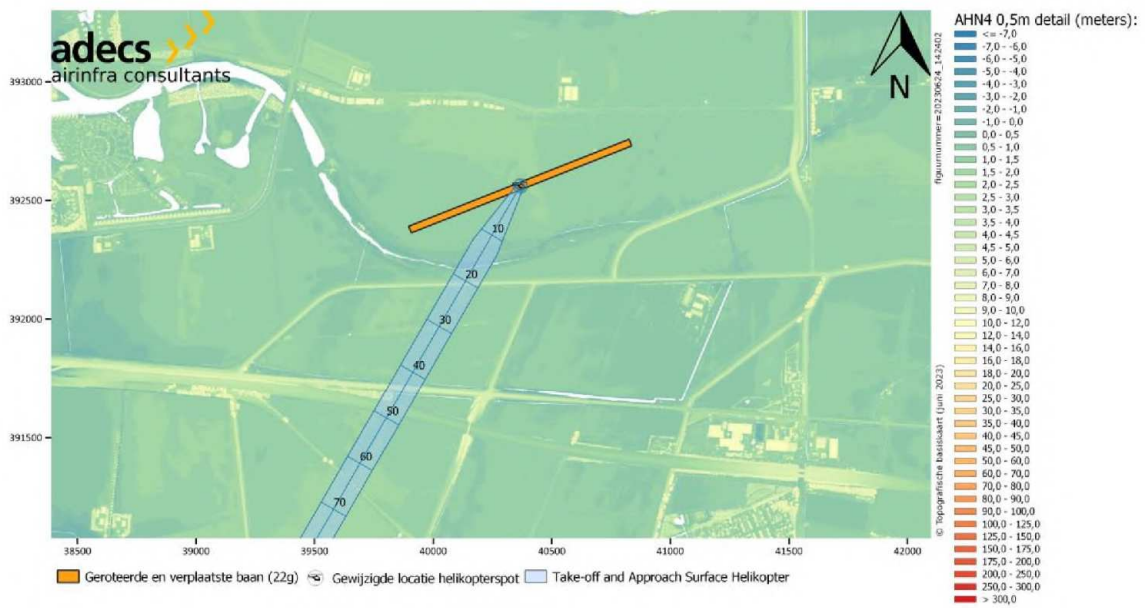 adecs
airinfra consultants
N
figuurnummer=20230624_142402
© Topografische basiskaart (juni 2023)
393000
392500
392000
391500
10
20
30
40
50
60
70
38500
39000
39500
40000
40500
41000
41500
42000
Geroteerde en verplaatste baan (22g)
Gewijzigde locatie helikopterspot
Take-off and Approach Surface Helikopter
AHN4 0,5m detail (meters):
<= -7,0
-7,0 - -6,0
-6,0 - -5,0
-5,0 - -4,0
-4,0 - -3,0
-3,0 - -2,0
-2,0 - -1,0
-1,0 - 0,0
0,0 - 0,5
0,5 - 1,0
1,0 - 1,5
1,5 - 2,0
2,0 - 2,5
2,5 - 3,0
3,0 - 3,5
3,5 - 4,0
4,0 - 4,5
4,5 - 5,0
5,0 - 6,0
6,0 - 7,0
7,0 - 8,0
8,0 - 9,0
9,0 - 10,0
10,0 - 12,0
12,0 - 14,0
14,0 - 16,0
16,0 - 18,0
18,0 - 20,0
20,0 - 25,0
25,0 - 30,0
30,0 - 35,0
35,0 - 40,0
40,0 - 45,0
45,0 - 50,0
50,0 - 60,0
60,0 - 70,0
70,0 - 80,0
80,0 - 90,0
90,0 - 100,0
100,0 - 125,0
125,0 - 150,0
150,0 - 175,0
175,0 - 200,0
200,0 - 250,0
250,0 - 300,0
> 300,0